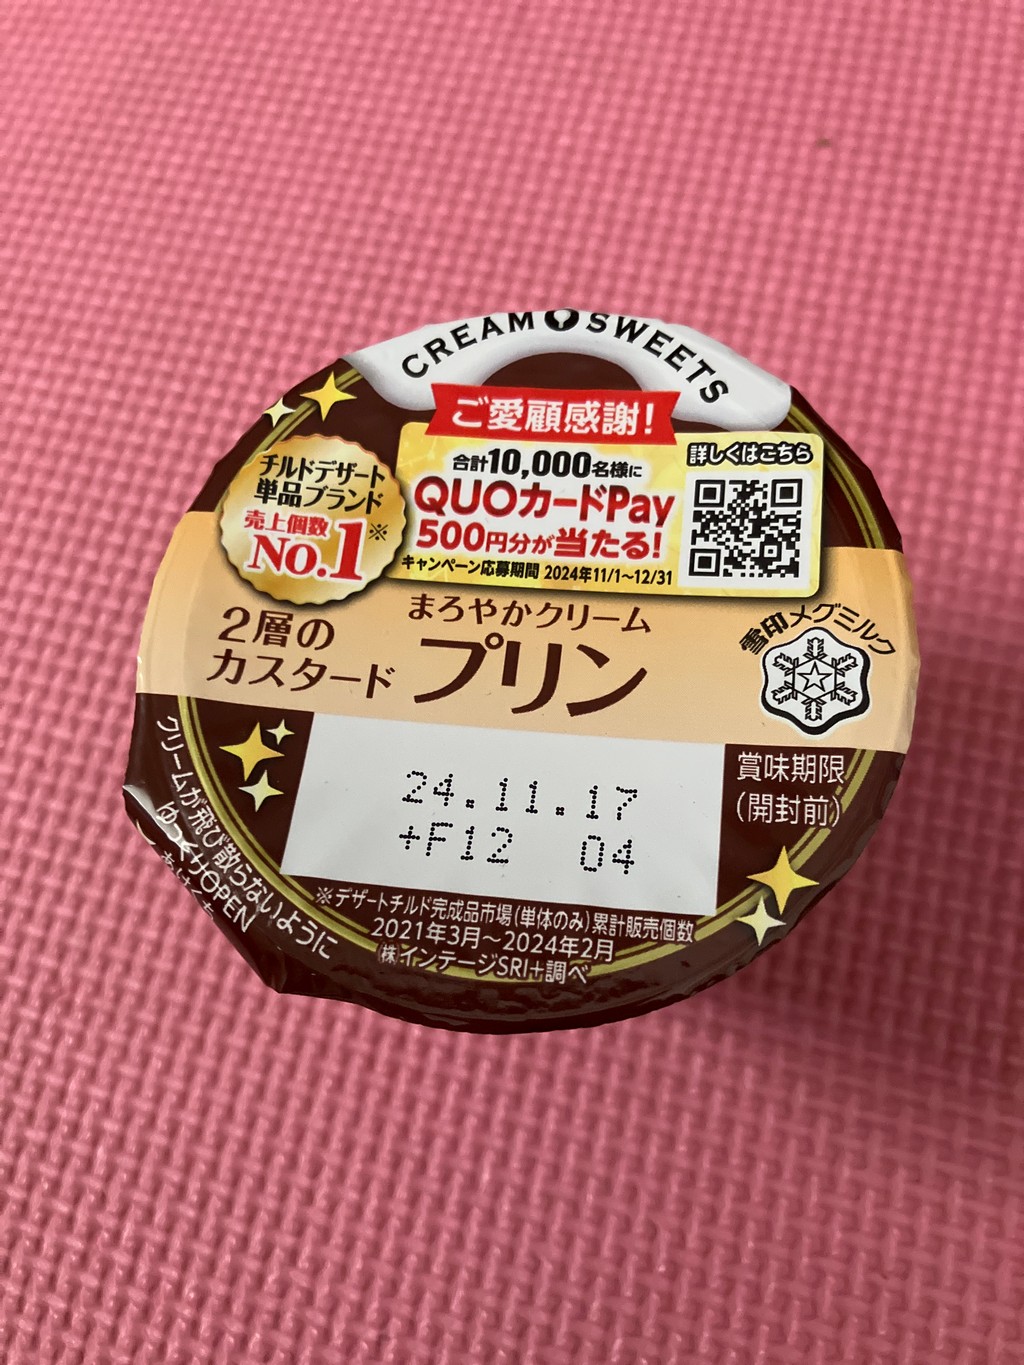 CREAM SWEETS
ご愛顧感謝!
チルドデザート
単品ブランド
売上個数
No.1※
合計10,000名様に
QUOカードPay
500円分が当たる!
キャンペーン応募期間 2024年11/1~12/31
詳しくはこちら
まろやかクリーム
2層の
カスタード
プリン
雪印メグミルク
24.11.17
+F12 04
賞味期限
(開封前)
クリームが飛び散らないように
ゆっくりOPEN
※デザートチルド完成品市場(単体のみ)累計販売個数
2021年3月~2024年2月
㈱インテージSRI+調べ